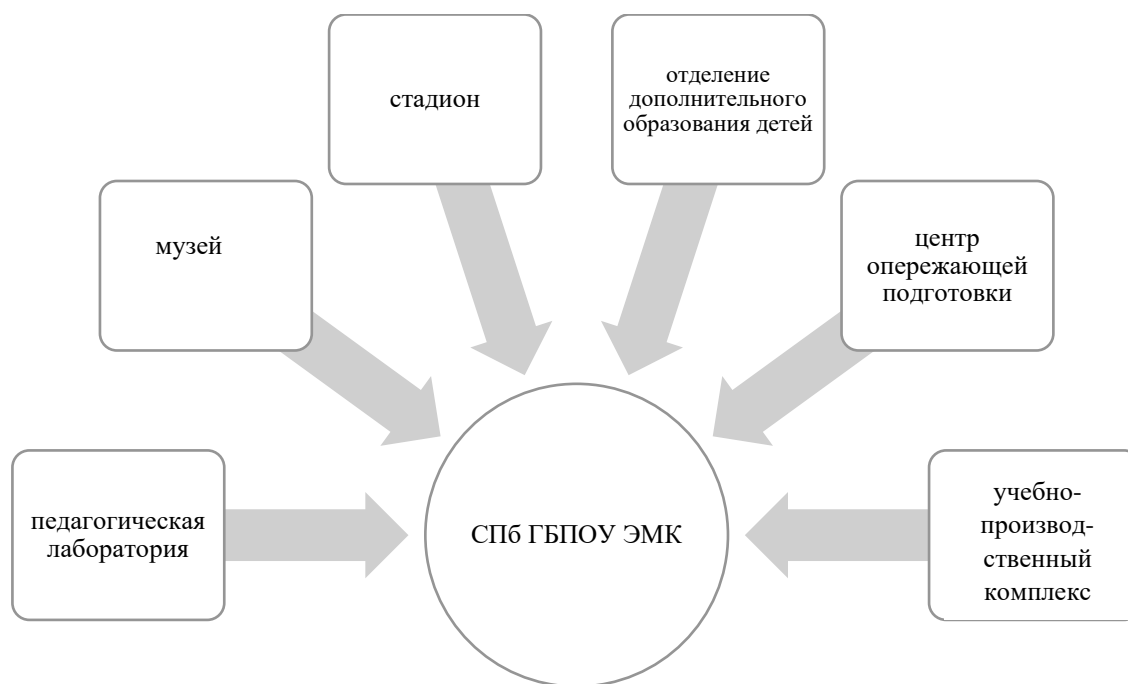 стадион
отделение
дополнительного
образования детей
музей
центр
опережающей
подготовки
педагогическая
лаборатория
СПб ГБПОУ ЭМК
учебно-
производ-
ственный
комплекс